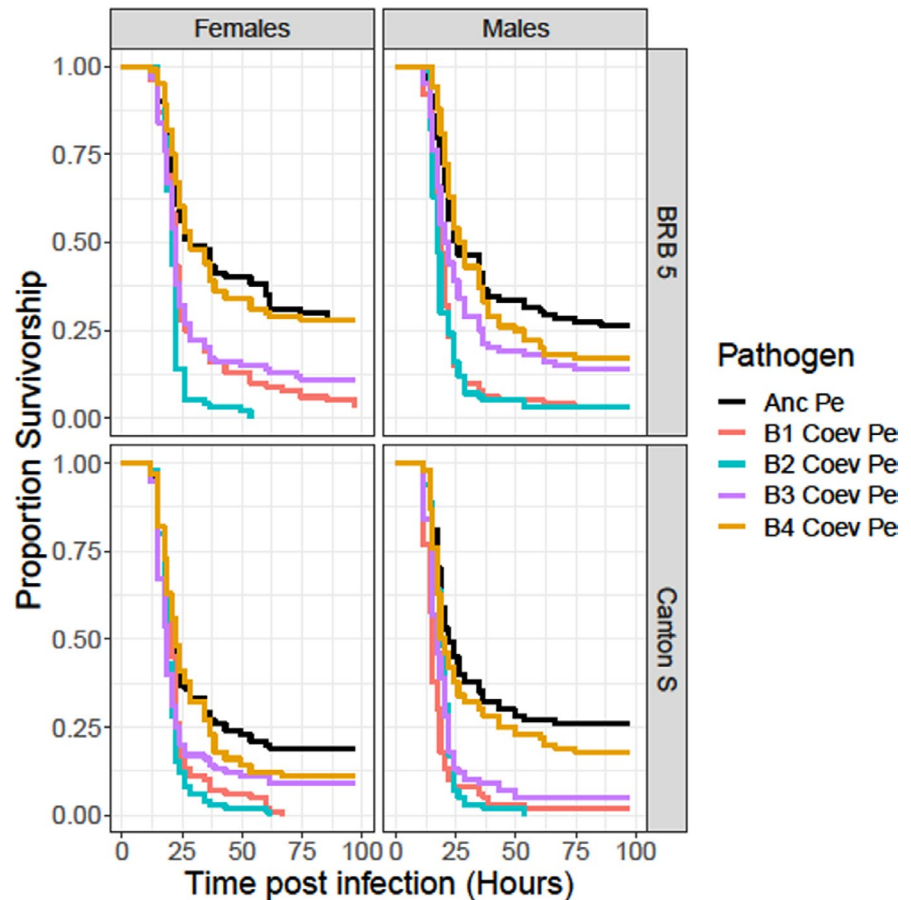 Females Males
1.00
0.75
0.50
0.25
0.00
BRB 5
1.00
0.75
0.50
0.25
0.00
Canton S
Proportion Survivorship
0 25 50 75 100 0 25 50 75 100
Time post infection (Hours)
Pathogen
Anc Pe
B1 Coev Pe
B2 Coev Pe
B3 Coev Pe
B4 Coev Pe